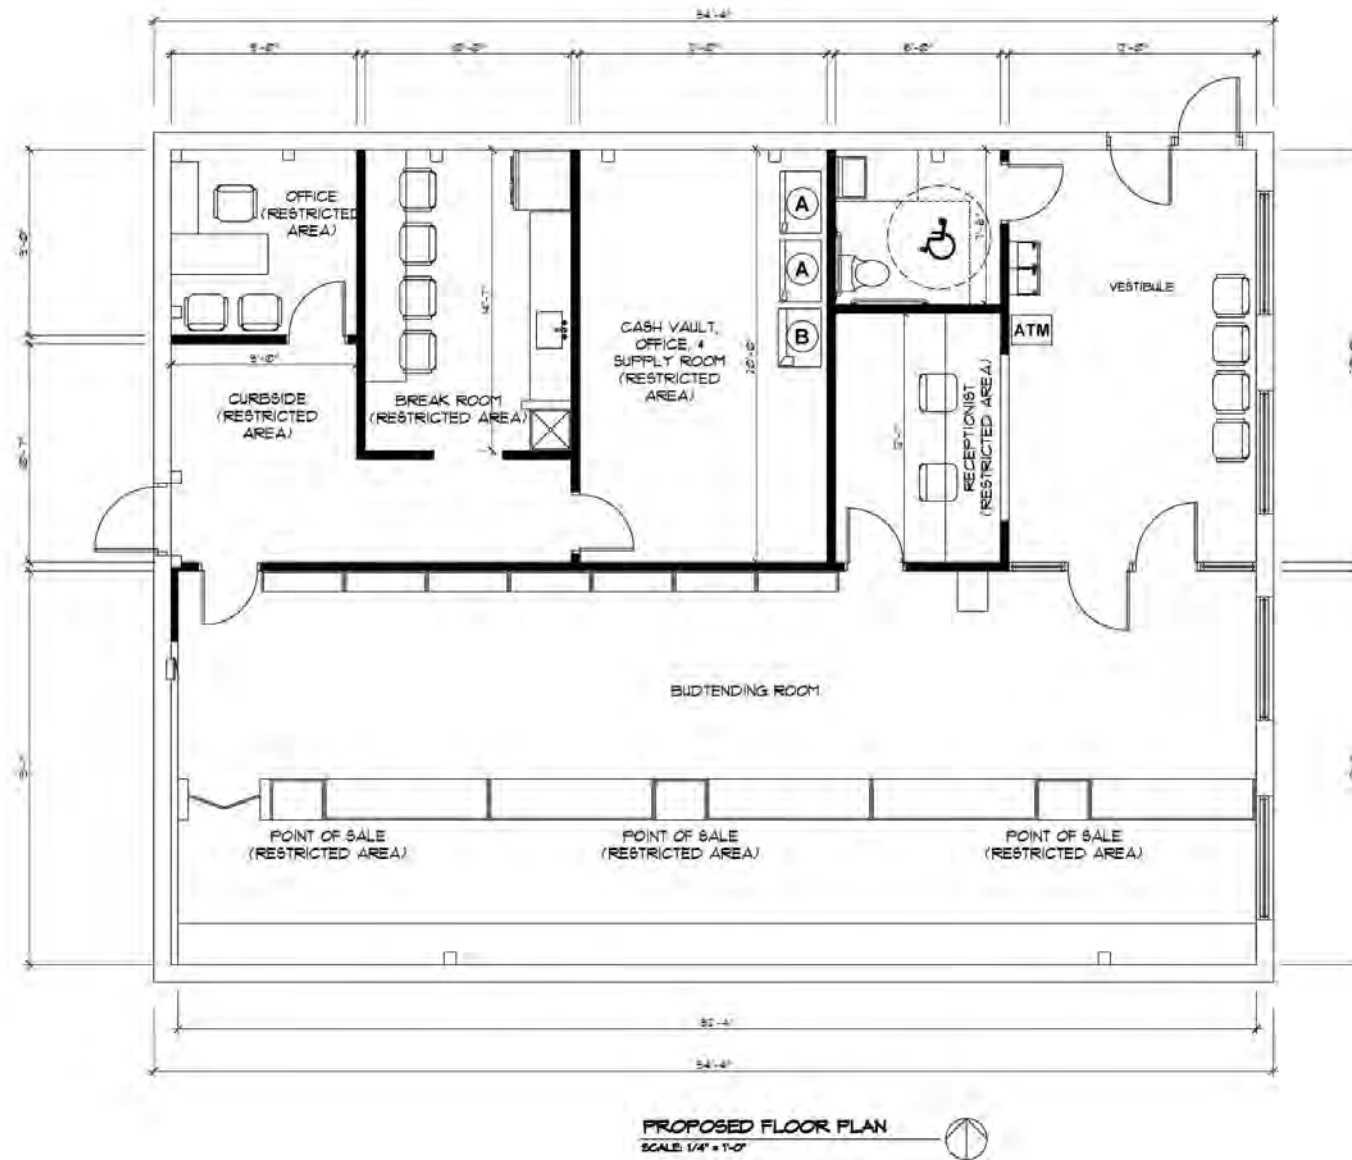 54'-4"
OFFICE
(RESTRICTED
AREA)
A
A
B
CASH VAULT,
OFFICE, &
SUPPLY ROOM
(RESTRICTED
AREA)
VESTIBULE
ATM
RECEPTIONIST
(RESTRICTED AREA)
CURBSIDE
(RESTRICTED
AREA)
BREAK ROOM
(RESTRICTED AREA)
14'-7"
BUDTENDING ROOM
POINT OF SALE
(RESTRICTED AREA)
POINT OF SALE
(RESTRICTED AREA)
POINT OF SALE
(RESTRICTED AREA)
54'-4"
PROPOSED FLOOR PLAN
SCALE: 1/4" = 1'-0"